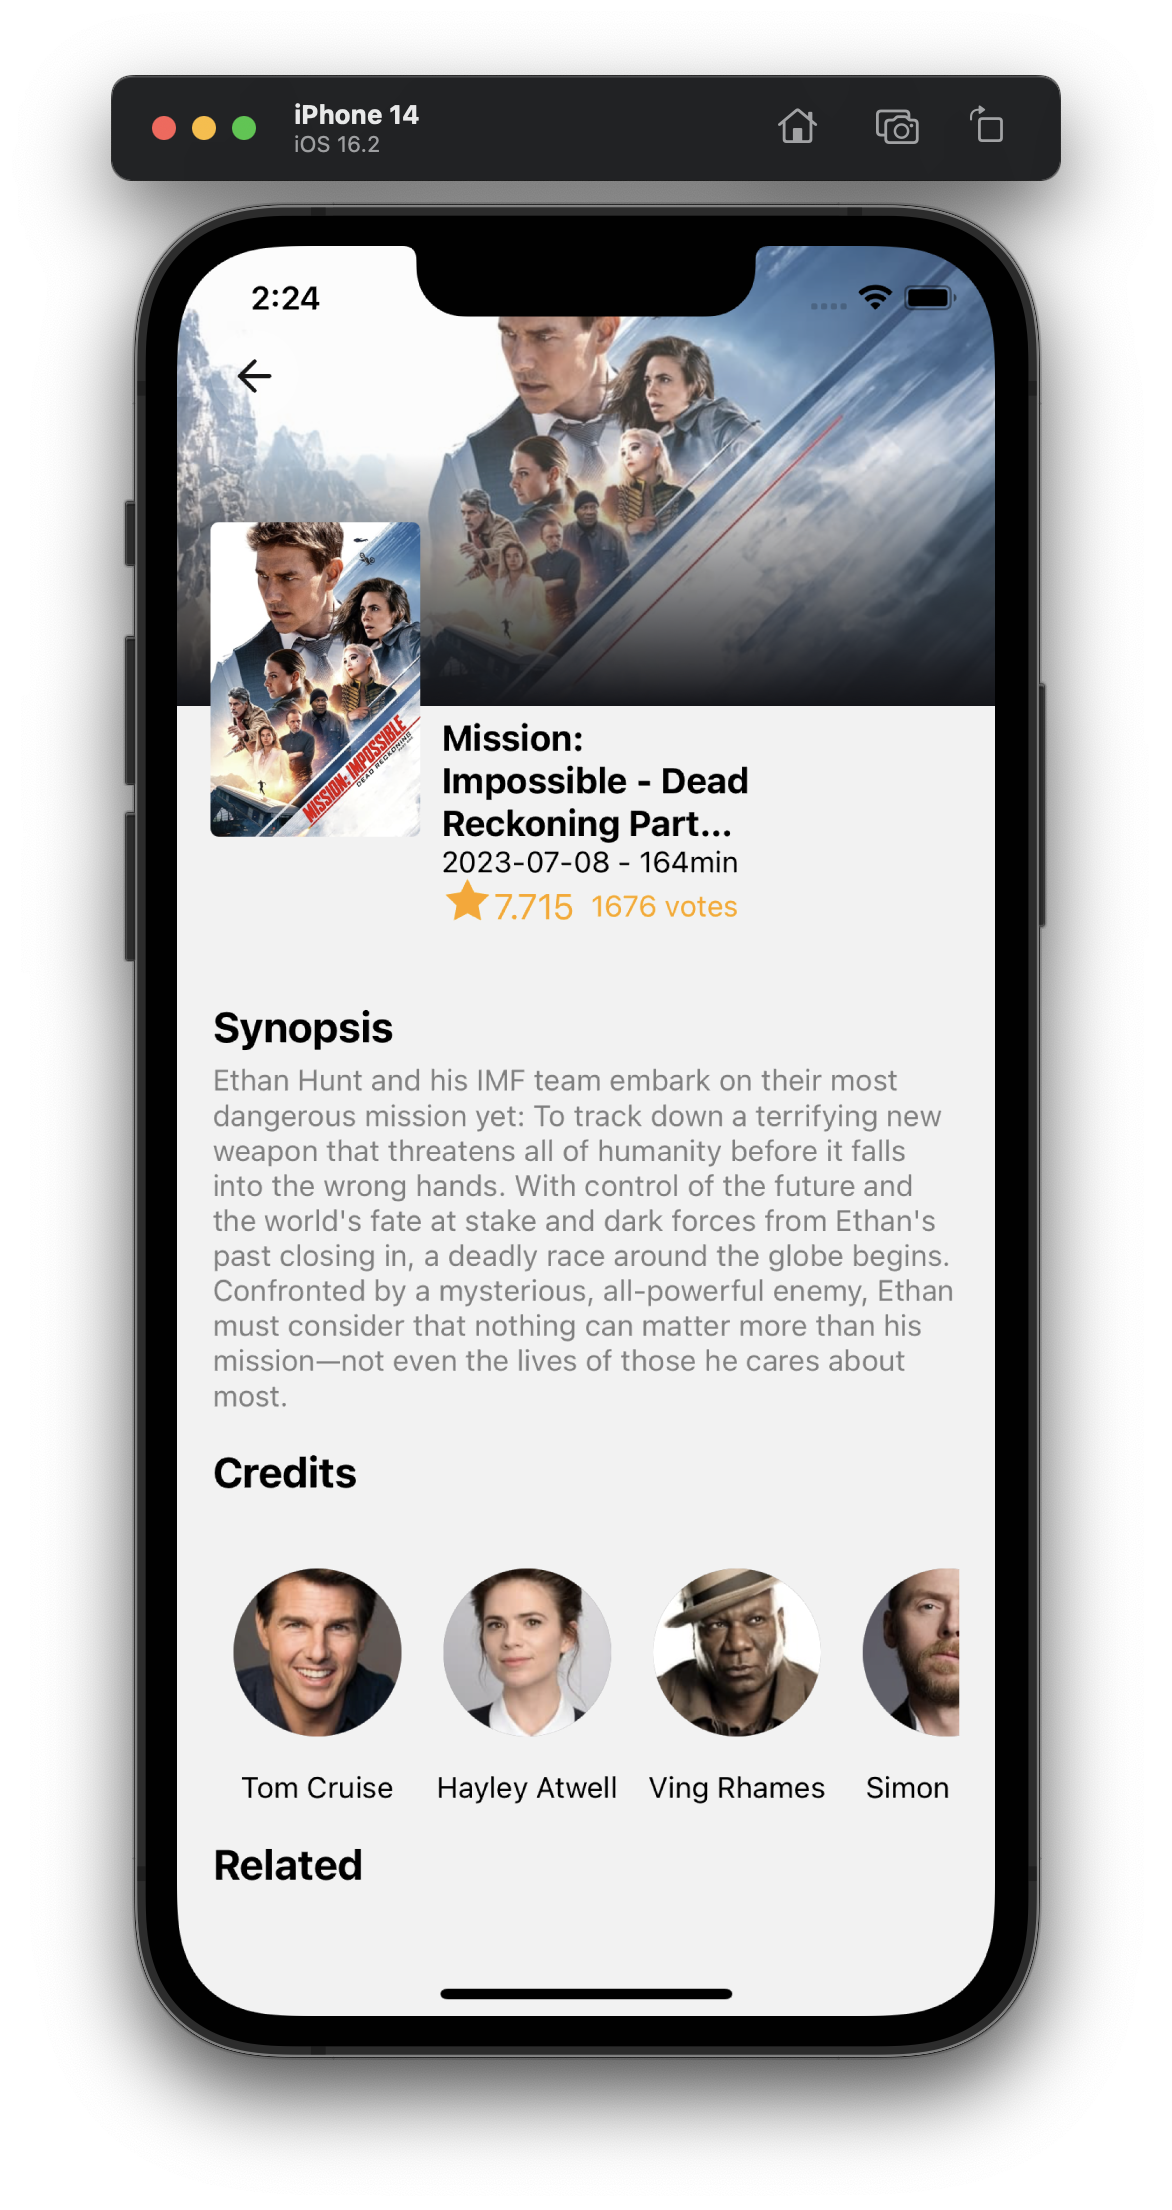 iPhone 14
iOS 16.2
2:24
MISSION: IMPOSSIBLE
DEAD RECKONING
Mission:
Impossible - Dead
Reckoning Part...
2023-07-08 - 164min
7.715 1676 votes
Synopsis
Ethan Hunt and his IMF team embark on their most
dangerous mission yet: To track down a terrifying new
weapon that threatens all of humanity before it falls
into the wrong hands. With control of the future and
the world's fate at stake and dark forces from Ethan's
past closing in, a deadly race around the globe begins.
Confronted by a mysterious, all-powerful enemy, Ethan
must consider that nothing can matter more than his
mission—not even the lives of those he cares about
most.
Credits
Tom Cruise Hayley Atwell Ving Rhames Simon
Related